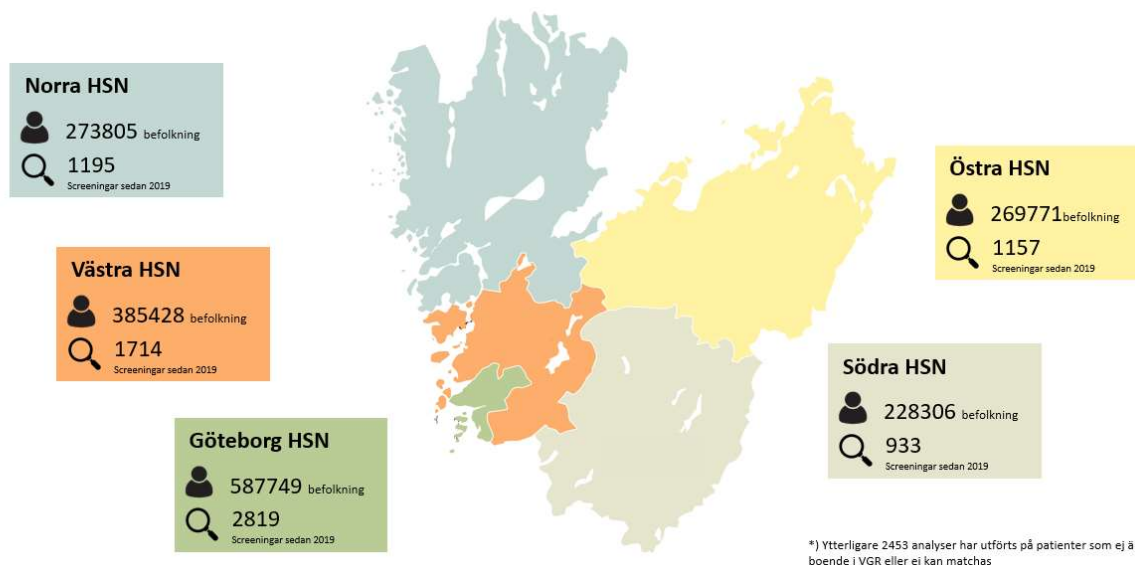 Norra HSN
273805 befolkning
1195
Screeningar sedan 2019
Västra HSN
385428 befolkning
1714
Screeningar sedan 2019
Göteborg HSN
587749 befolkning
2819
Screeningar sedan 2019
Östra HSN
269771 befolkning
1157
Screeningar sedan 2019
Södra HSN
228306 befolkning
933
Screeningar sedan 2019
*) Ytterligare 2453 analyser har utförts på patienter som ej ä
boende i VGR eller ej kan matchas